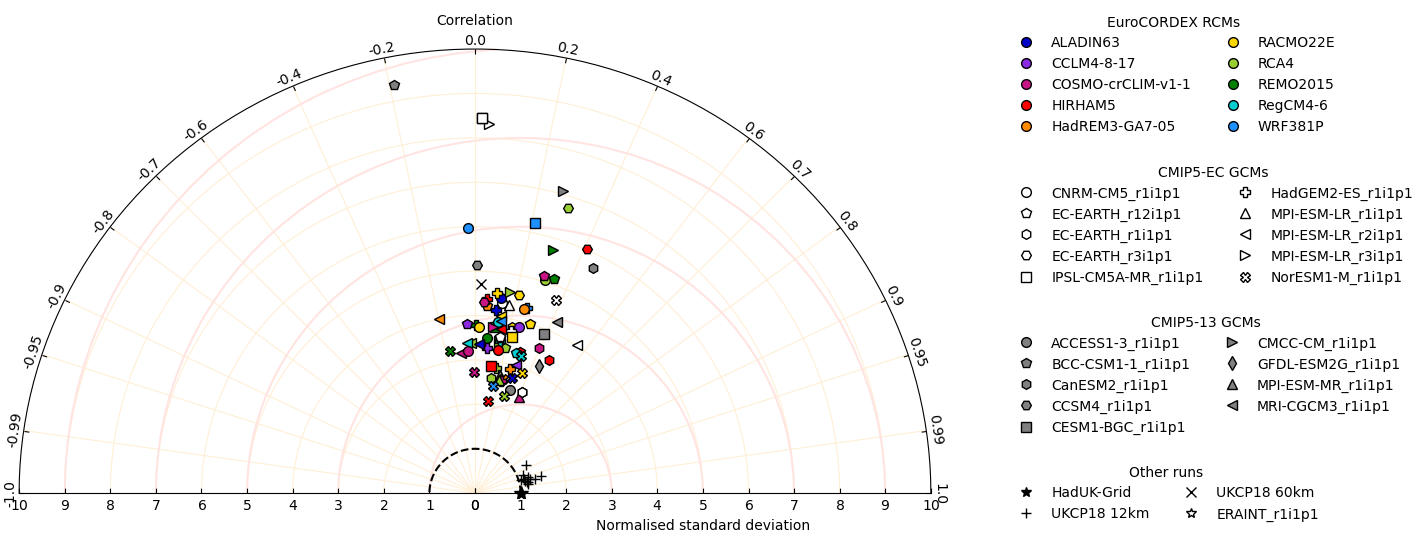 Correlation
-1.0
-0.99
-0.95
-0.9
-0.8
-0.7
-0.6
-0.4
-0.2
0.0
0.2
0.4
0.6
0.7
0.8
0.9
0.95
0.99
1.0
10 9 8 7 6 5 4 3 2 1 0 1 2 3 4 5 6 7 8 9 10
Normalised standard deviation
EuroCORDEX RCMs
ALADIN63 RACMO22E
CCLM4-8-17 RCA4
COSMO-crCLIM-v1-1 REMO2015
HIRHAM5 RegCM4-6
HadREM3-GA7-05 WRF381P
CMIP5-EC GCMs
CNRM-CM5_r1i1p1 HadGEM2-ES_r1i1p1
EC-EARTH_r12i1p1 MPI-ESM-LR_r1i1p1
EC-EARTH_r1i1p1 MPI-ESM-LR_r2i1p1
EC-EARTH_r3i1p1 MPI-ESM-LR_r3i1p1
IPSL-CM5A-MR_r1i1p1 NorESM1-M_r1i1p1
CMIP5-13 GCMs
ACCESS1-3_r1i1p1 CMCC-CM_r1i1p1
BCC-CSM1-1_r1i1p1 GFDL-ESM2G_r1i1p1
CanESM2_r1i1p1 MPI-ESM-MR_r1i1p1
CCSM4_r1i1p1 MRI-CGCM3_r1i1p1
CESM1-BGC_r1i1p1
Other runs
HadUK-Grid UKCP18 60km
UKCP18 12km ERAINT_r1i1p1